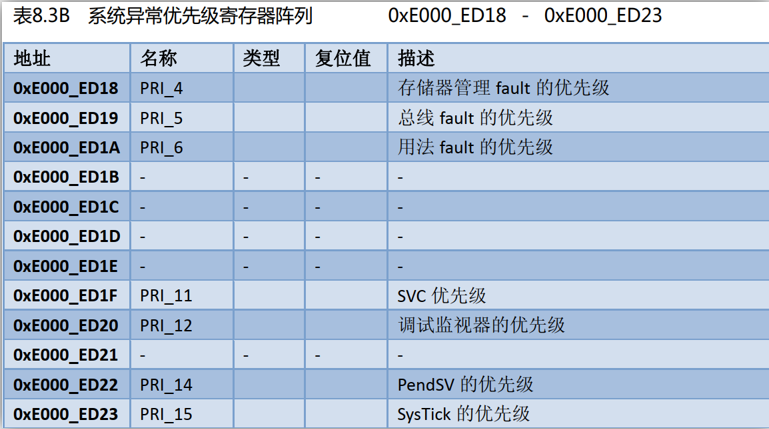 表8.3B 系统异常优先级寄存器阵列 0xE000_ED18 - 0xE000_ED23
地址 名称 类型 复位值 描述
0xE000_ED18 PRI_4 存储器管理 fault 的优先级
0xE000_ED19 PRI_5 总线 fault 的优先级
0xE000_ED1A PRI_6 用法 fault 的优先级
0xE000_ED1B - - - -
0xE000_ED1C - - - -
0xE000_ED1D - - - -
0xE000_ED1E - - - -
0xE000_ED1F PRI_11 SVC 优先级
0xE000_ED20 PRI_12 调试监视器的优先级
0xE000_ED21 - - - -
0xE000_ED22 PRI_14 PendSV 的优先级
0xE000_ED23 PRI_15 SysTick 的优先级